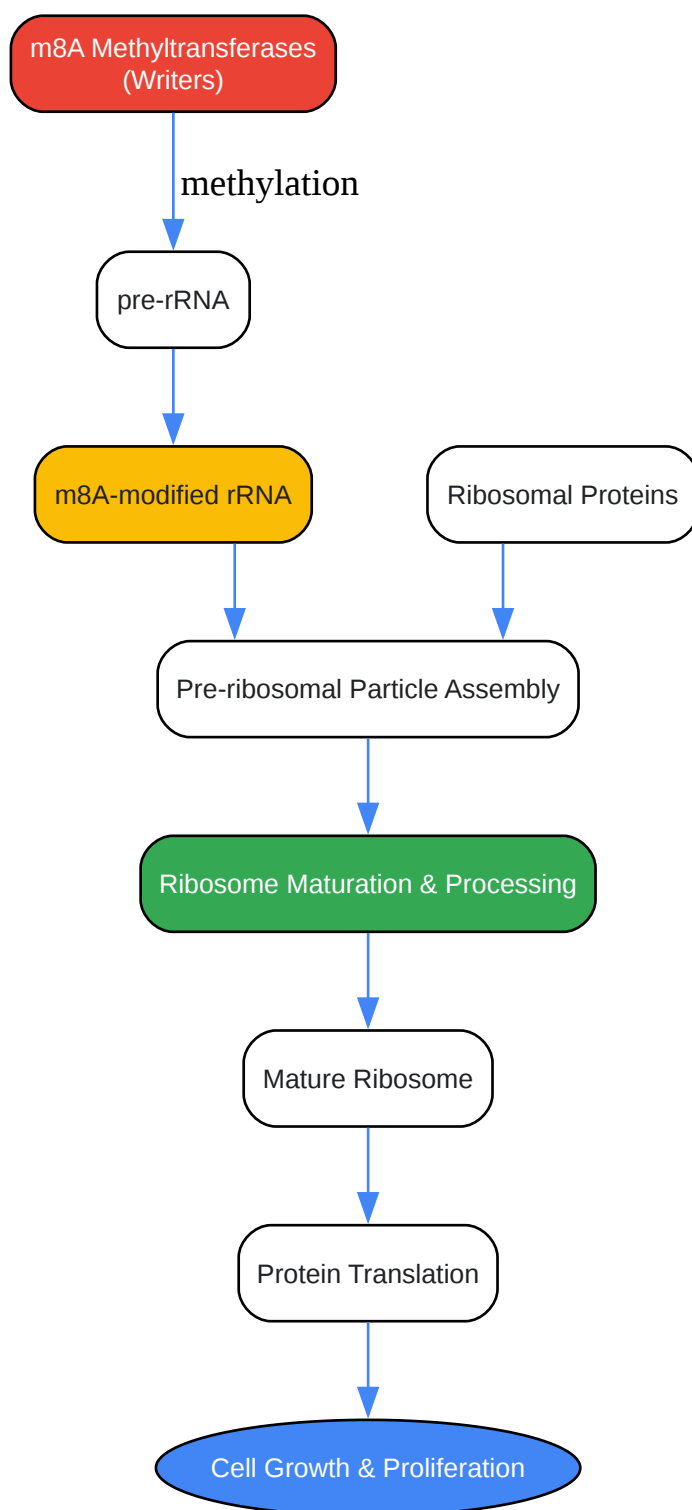 m8A Methyltransferases
(Writers)
methylation
pre-rRNA
m8A-modified rRNA
Ribosomal Proteins
Pre-ribosomal Particle Assembly
Ribosome Maturation & Processing
Mature Ribosome
Protein Translation
Cell Growth & Proliferation